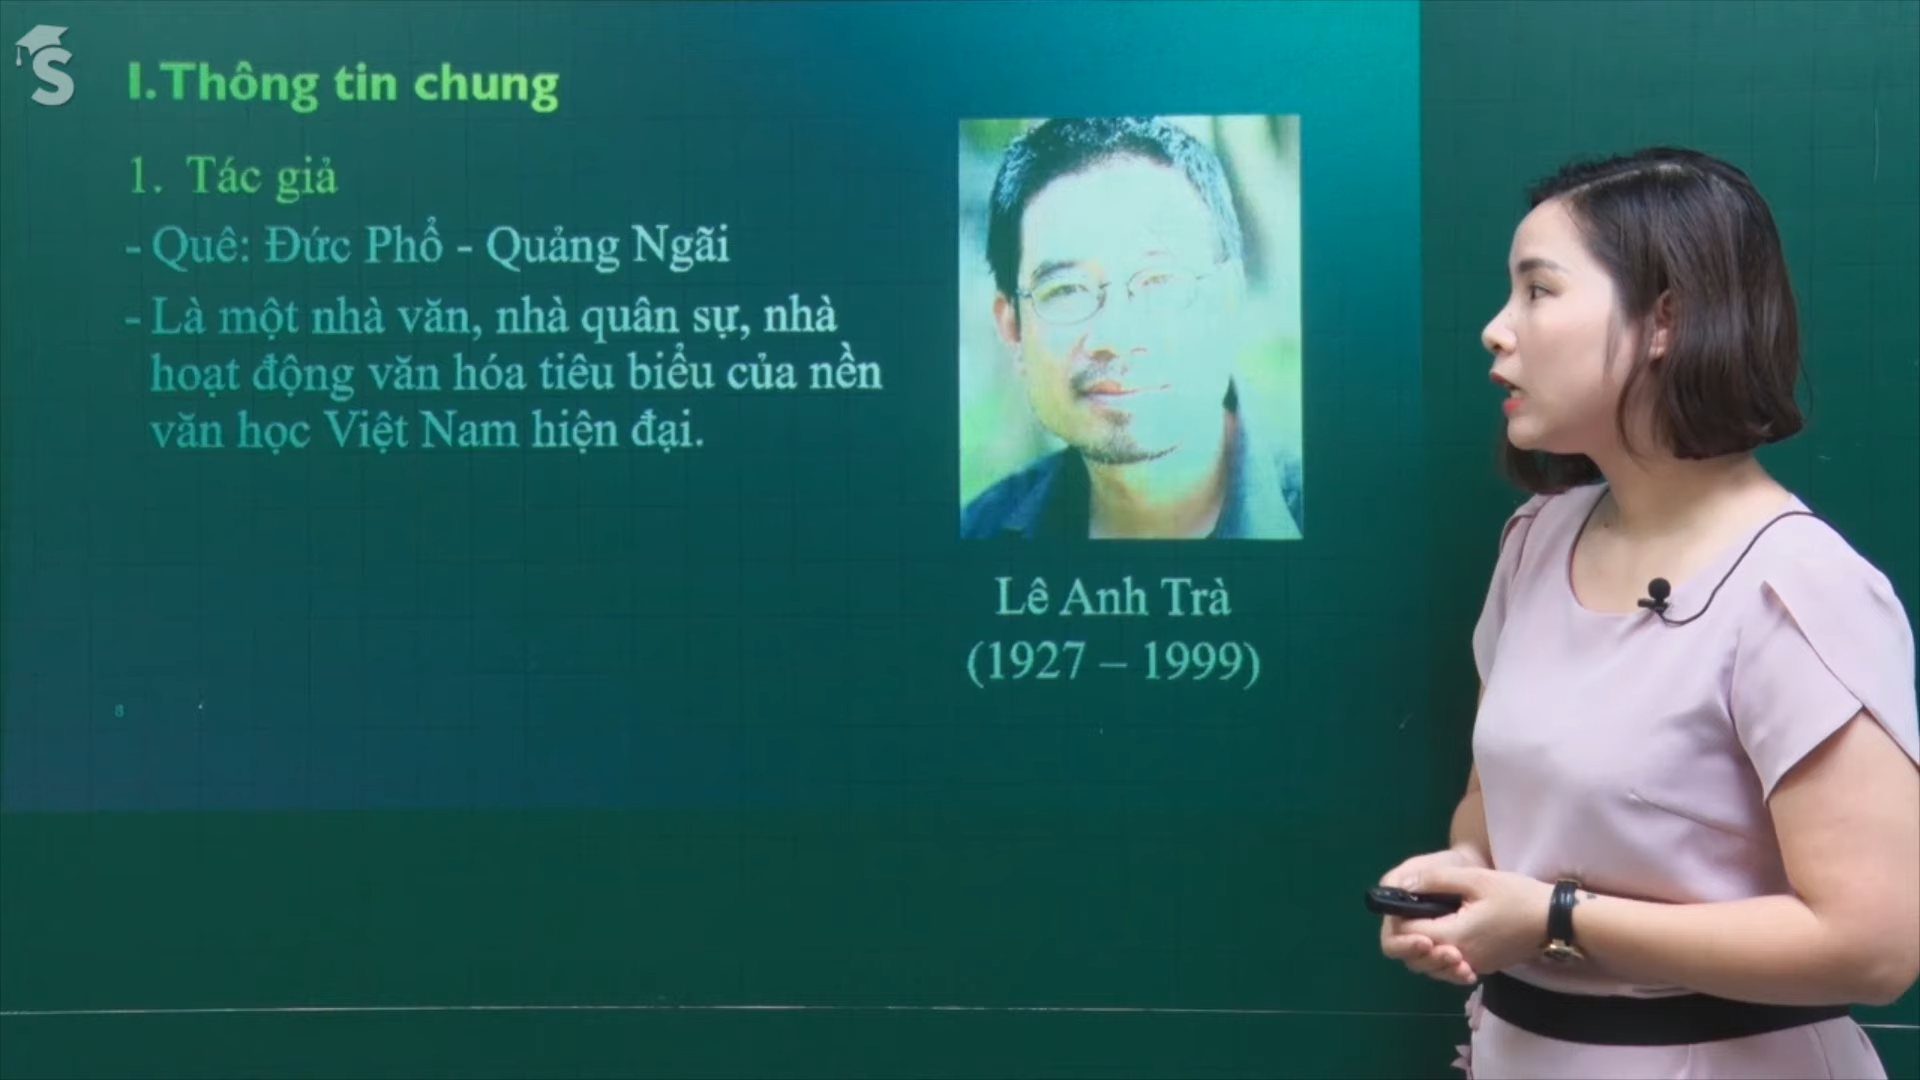 S
I.Thông tin chung
1. Tác giả
- Quê: Đức Phổ - Quảng Ngãi
- Là một nhà văn, nhà quân sự, nhà
hoạt động văn hóa tiêu biểu của nền
văn học Việt Nam hiện đại.
Lê Anh Trà
(1927 – 1999)
8